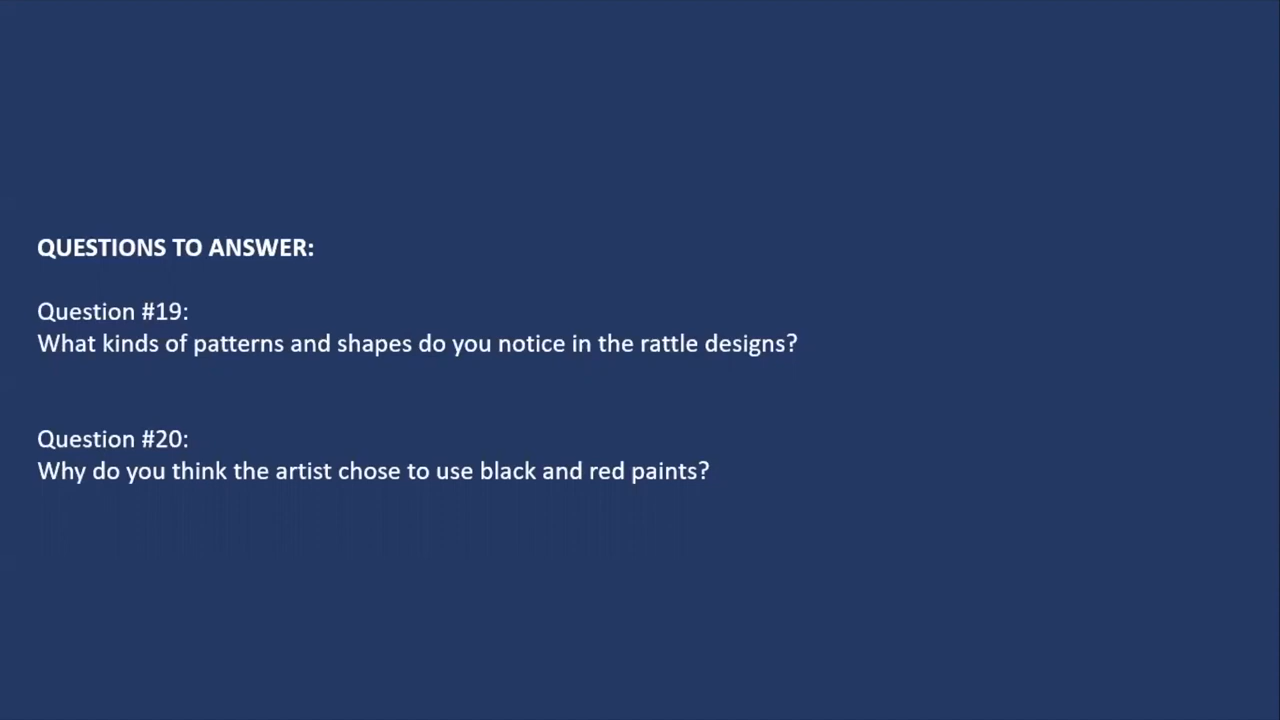 QUESTIONS TO ANSWER:
Question #19:
What kinds of patterns and shapes do you notice in the rattle designs?
Question #20:
Why do you think the artist chose to use black and red paints?